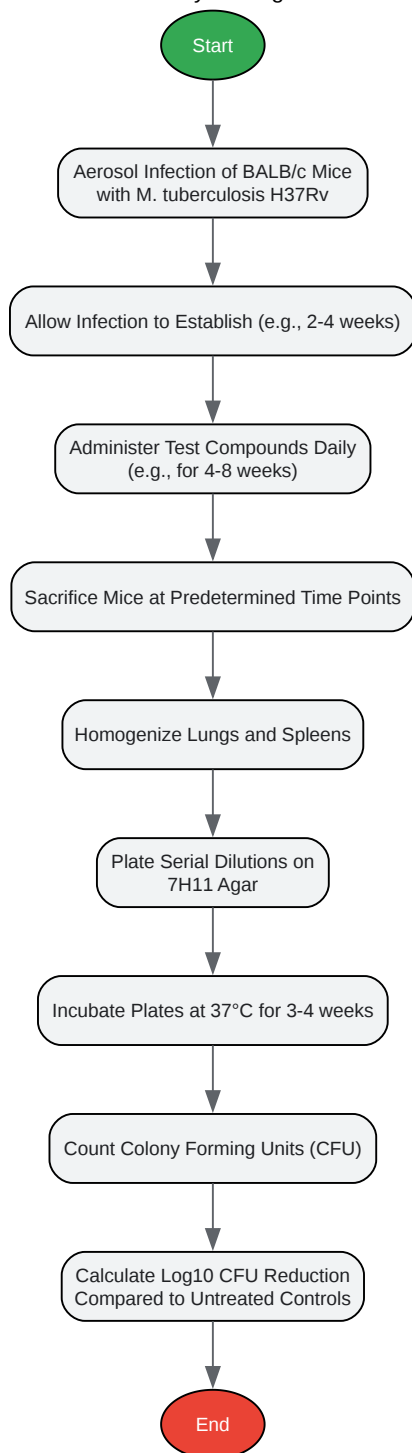 Start
Aerosol Infection of BALB/c Mice
with M. tuberculosis H37Rv
Allow Infection to Establish (e.g., 2-4 weeks)
Administer Test Compounds Daily
(e.g., for 4-8 weeks)
Sacrifice Mice at Predetermined Time Points
Homogenize Lungs and Spleens
Plate Serial Dilutions on
7H11 Agar
Incubate Plates at 37°C for 3-4 weeks
Count Colony Forming Units (CFU)
Calculate Log10 CFU Reduction
Compared to Untreated Controls
End